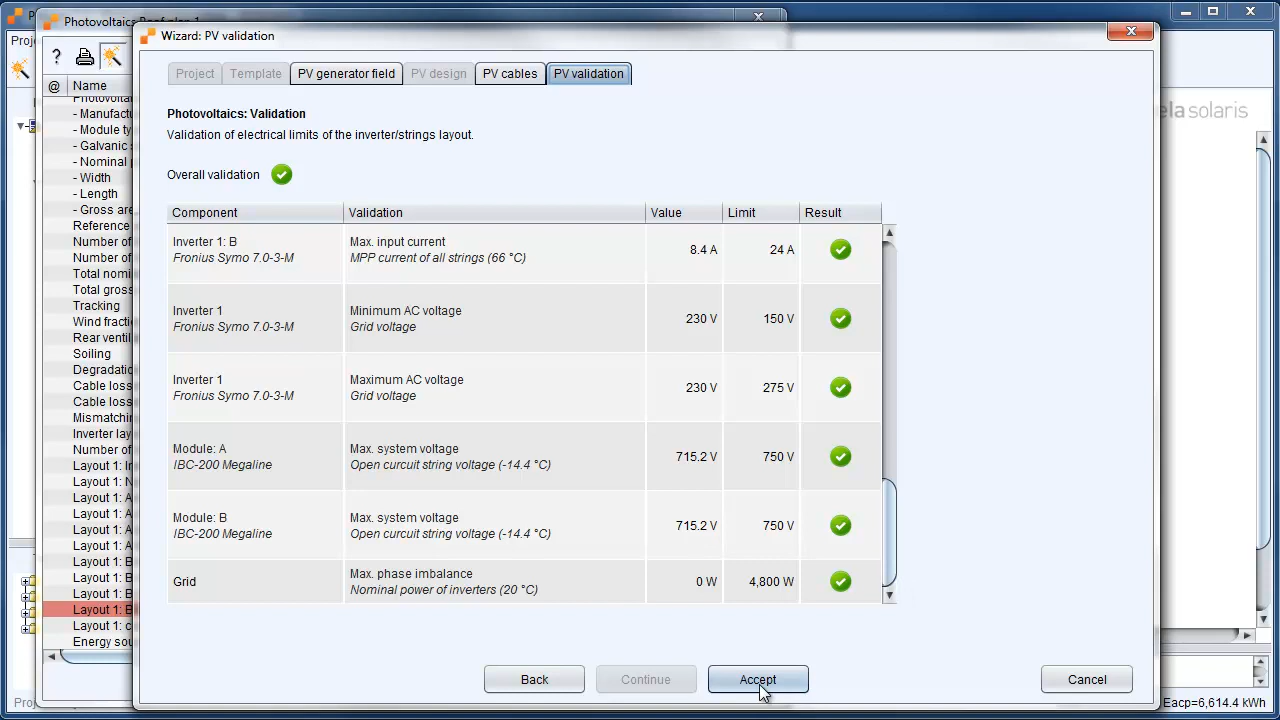 Photovoltaics
Wizard: PV validation
Project Template PV generator field PV design PV cables PV validation
?
@ Name
Photovoltaics: Validation
Validation of electrical limits of the inverter/strings layout.
Overall validation
Component Validation Value Limit Result
Inverter 1: B Max. input current 8.4 A 24 A
Fronius Symo 7.0-3-M MPP current of all strings (66 °C)
Inverter 1 Minimum AC voltage 230 V 150 V
Fronius Symo 7.0-3-M Grid voltage
Inverter 1 Maximum AC voltage 230 V 275 V
Fronius Symo 7.0-3-M Grid voltage
Module: A Max. system voltage 715.2 V 750 V
IBC-200 Megaline Open curcuit string voltage (-14.4 °C)
Module: B Max. system voltage 715.2 V 750 V
IBC-200 Megaline Open curcuit string voltage (-14.4 °C)
Grid Max. phase imbalance 0 W 4,800 W
Nominal power of inverters (20 °C)
Back Continue Accept Cancel
Proj
- Manufact
- Module ty
- Galvanic s
- Nominal p
- Width
- Length
- Gross are
Reference
Number of
Number of
Total nomi
Total gross
Tracking
Wind fracti
Rear ventil
Soiling
Degradatio
Cable loss
Cable loss
Mismatchin
Inverter lay
Number of
Layout 1: In
Layout 1: N
Layout 1: A
Layout 1: A
Layout 1: A
Layout 1: A
Layout 1: B
Layout 1: B
Layout 1: B
Layout 1: B
Layout 1: c
Energy sou
ela solaris
Eacp=6,614.4 kWh